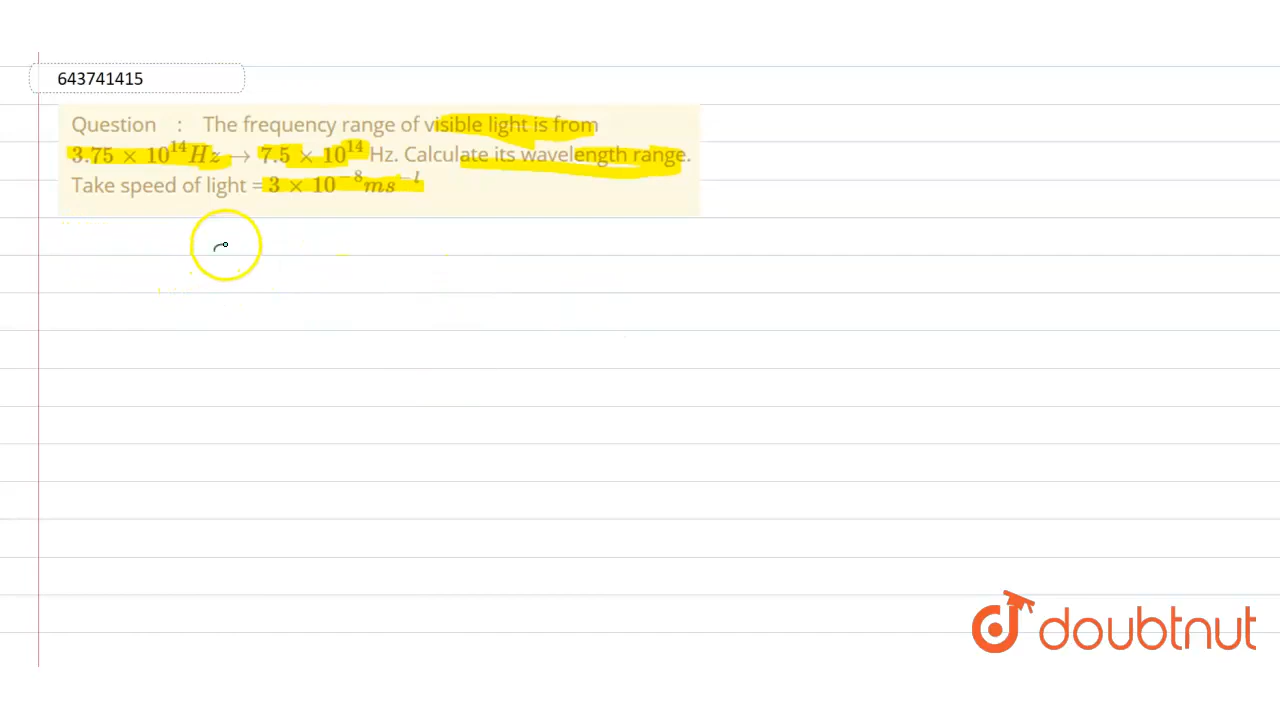 643741415
Question : The frequency range of visible light is from
3.75 × 10^14 Hz → 7.5 × 10^14 Hz. Calculate its wavelength range.
Take speed of light = 3 × 10^−8 ms^−l
doubtnut